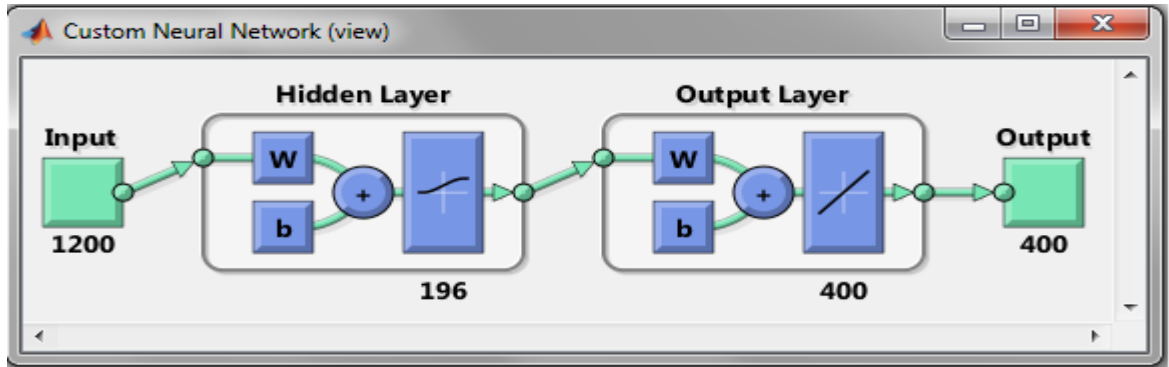 Custom Neural Network (view)
Hidden Layer
Output Layer
Input
Output
W
W
+
+
b
b
1200
400
196
400